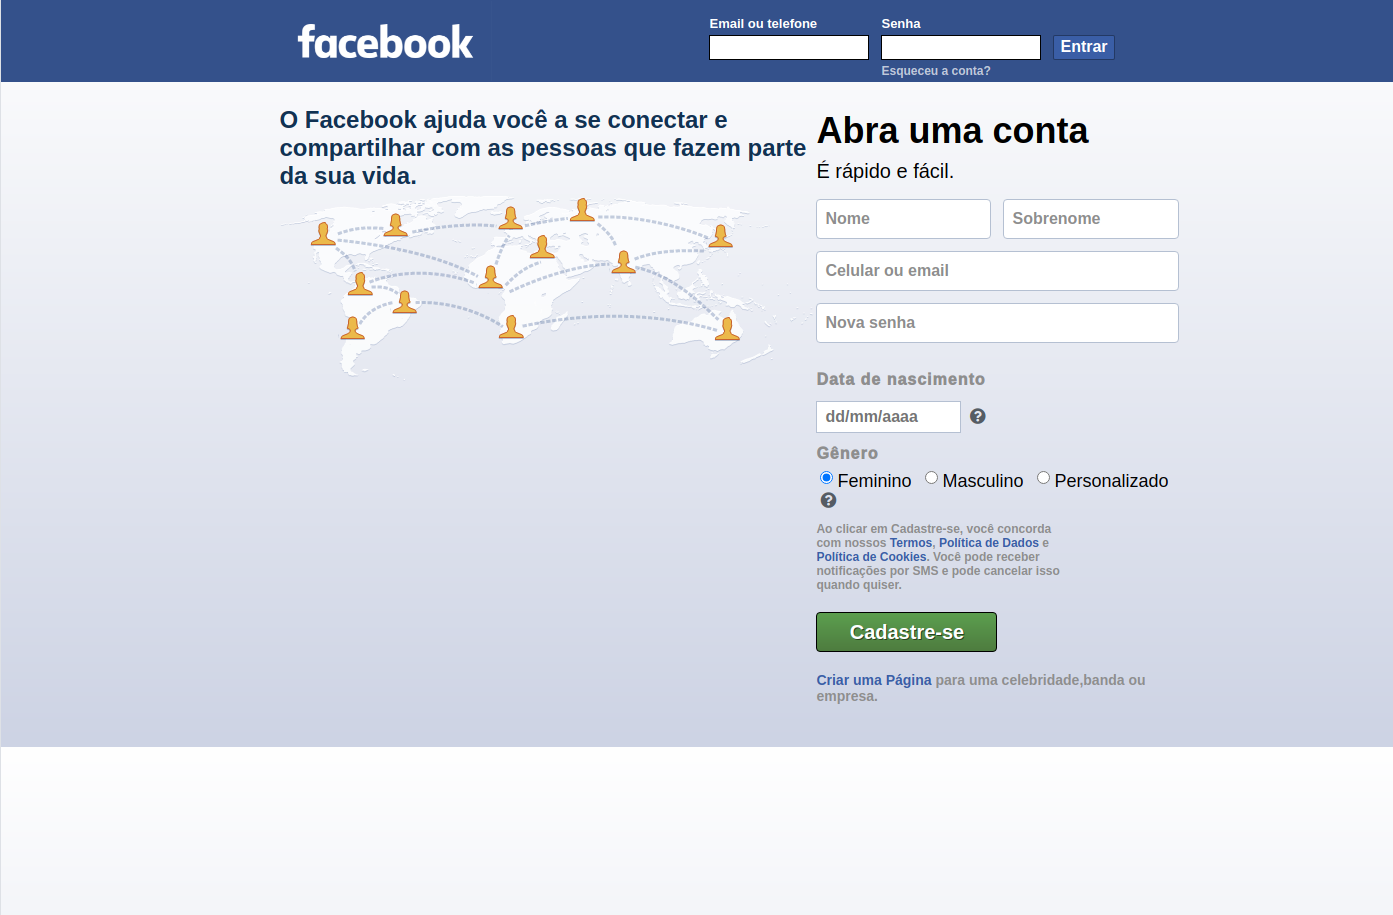 facebook
Email ou telefone
Senha
Entrar
Esqueceu a conta?
O Facebook ajuda você a se conectar e
compartilhar com as pessoas que fazem parte
da sua vida.
Abra uma conta
É rápido e fácil.
Nome
Sobrenome
Celular ou email
Nova senha
Data de nascimento
dd/mm/aaaa
Gênero
Feminino
Masculino
Personalizado
Ao clicar em Cadastre-se, você concorda
com nossos Termos, Política de Dados e
Política de Cookies. Você pode receber
notificações por SMS e pode cancelar isso
quando quiser.
Cadastre-se
Criar uma Página para uma celebridade,banda ou
empresa.